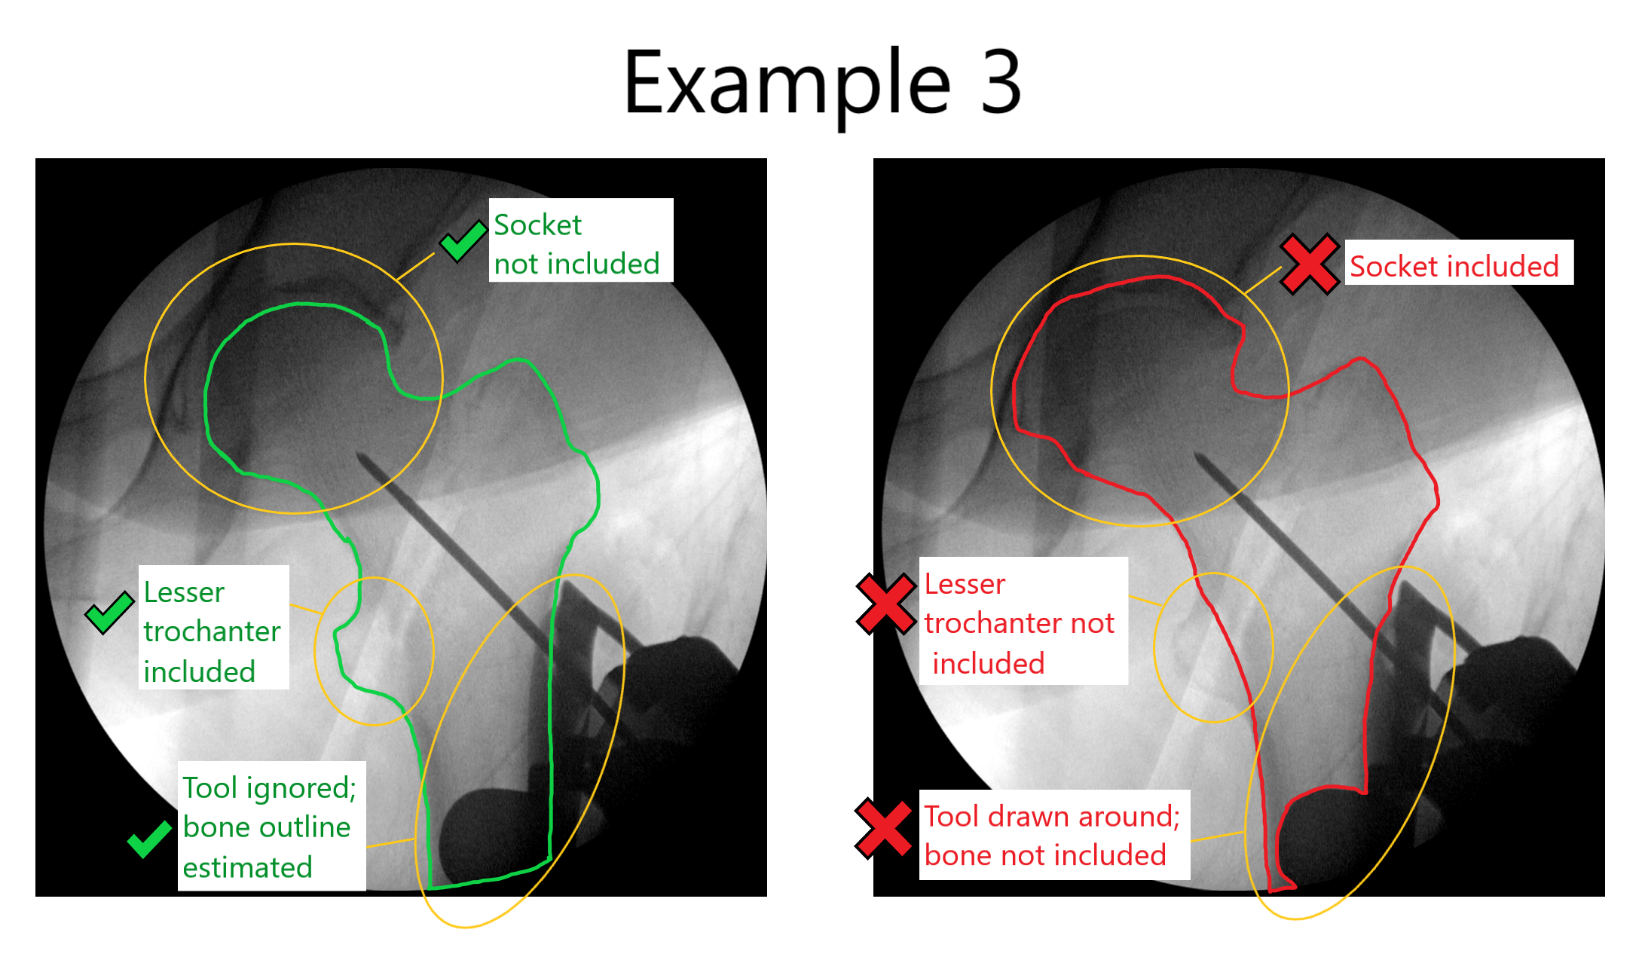 Example 3
Socket
not included
Lesser
trochanter
included
Tool ignored;
bone outline
estimated
Socket included
Lesser
trochanter not
included
Tool drawn around;
bone not included